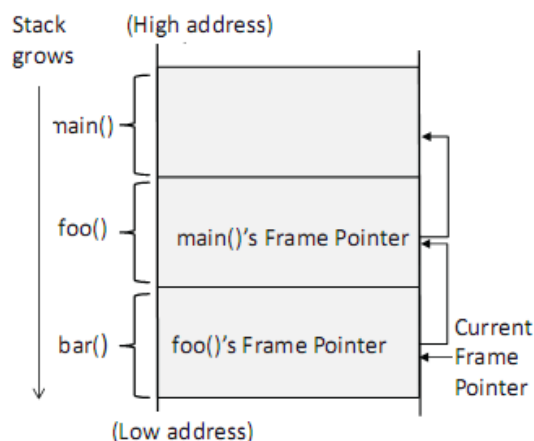 Stack
grows
(High address)
main()
foo()
main()'s Frame Pointer
bar()
foo()'s Frame Pointer
Current
Frame
Pointer
(Low address)